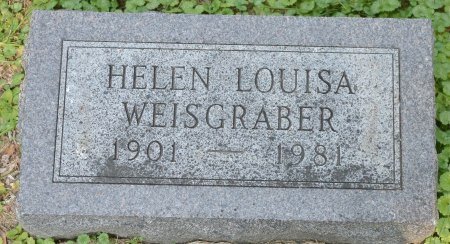 HELEN LOUISA
WEISGRABER
1901 — 1981